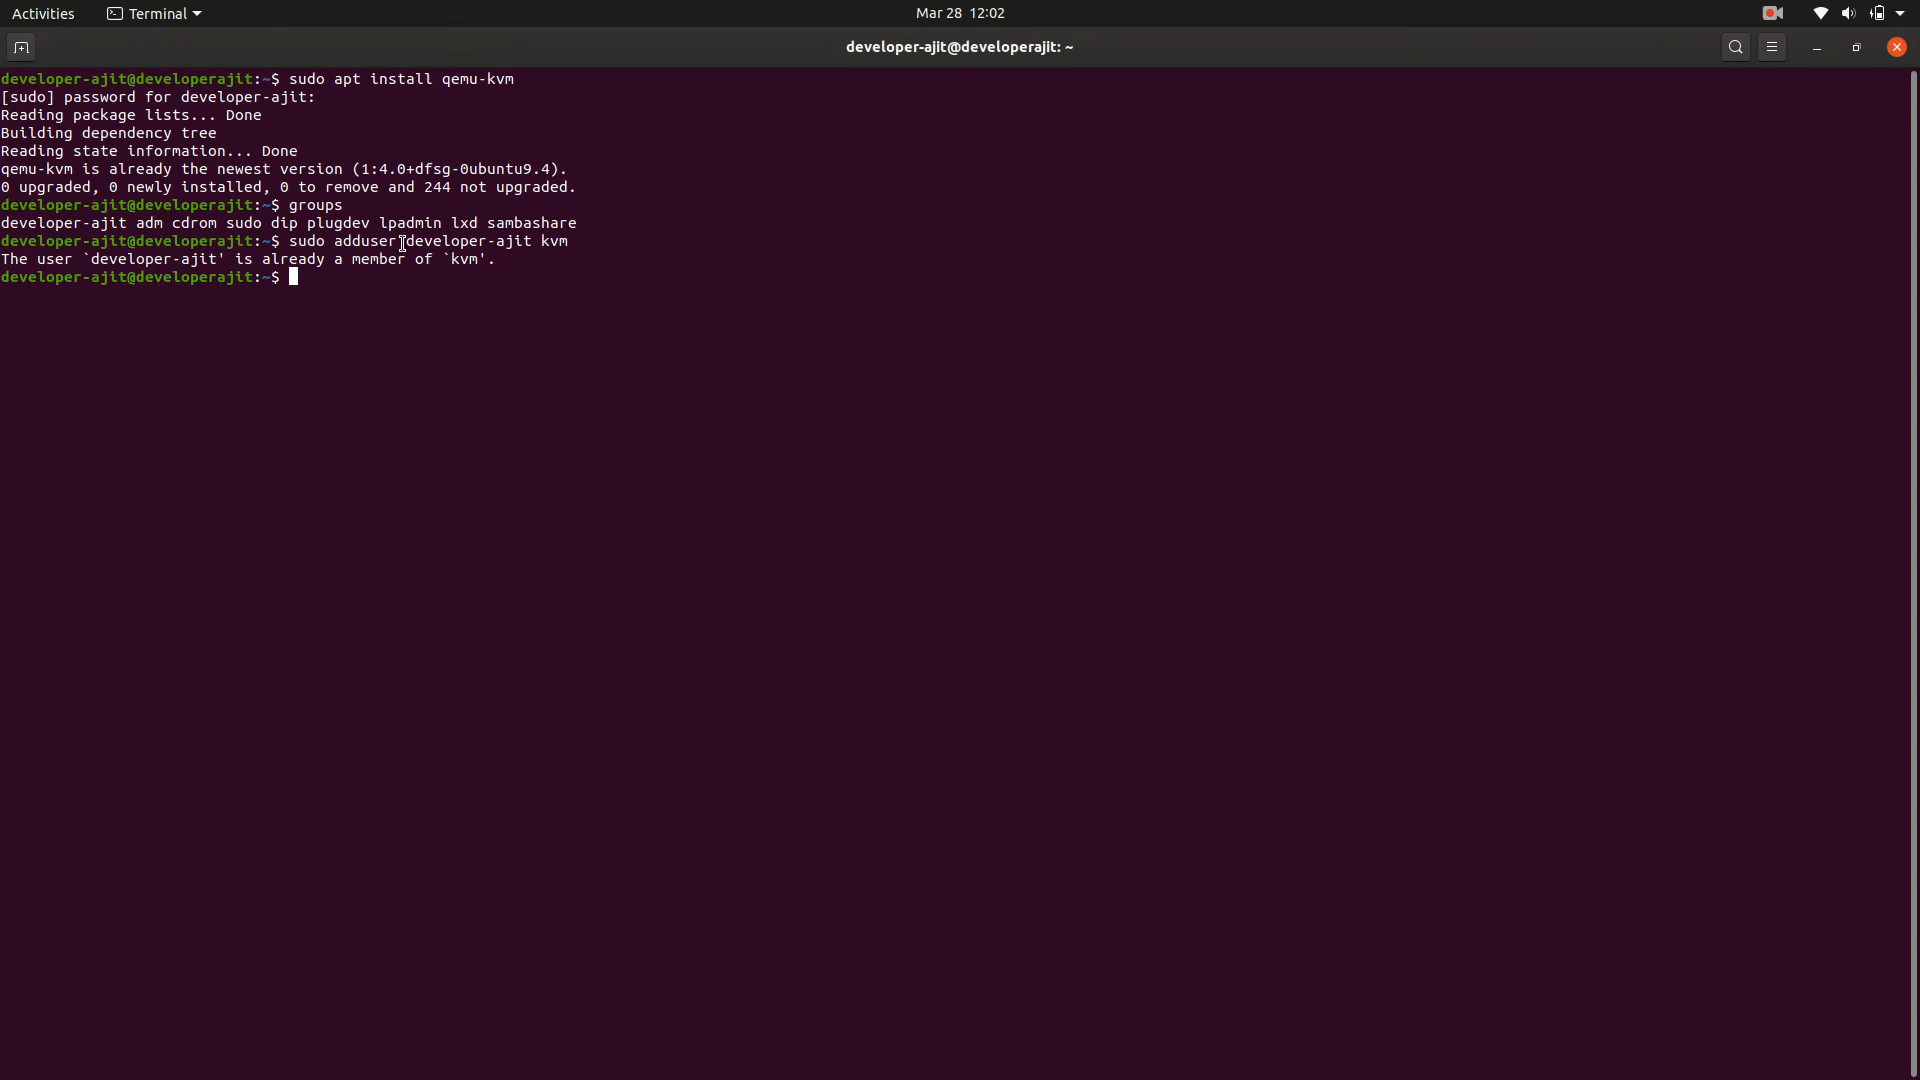 Activities Terminal Mar 28 12:02
developer-ajit@developerajit: ~
developer-ajit@developerajit:~$ sudo apt install qemu-kvm
[sudo] password for developer-ajit:
Reading package lists... Done
Building dependency tree
Reading state information... Done
qemu-kvm is already the newest version (1:4.0+dfsg-0ubuntu9.4).
0 upgraded, 0 newly installed, 0 to remove and 244 not upgraded.
developer-ajit@developerajit:~$ groups
developer-ajit adm cdrom sudo dip plugdev lpadmin lxd sambashare
developer-ajit@developerajit:~$ sudo adduser developer-ajit kvm
The user `developer-ajit' is already a member of `kvm'.
developer-ajit@developerajit:~$